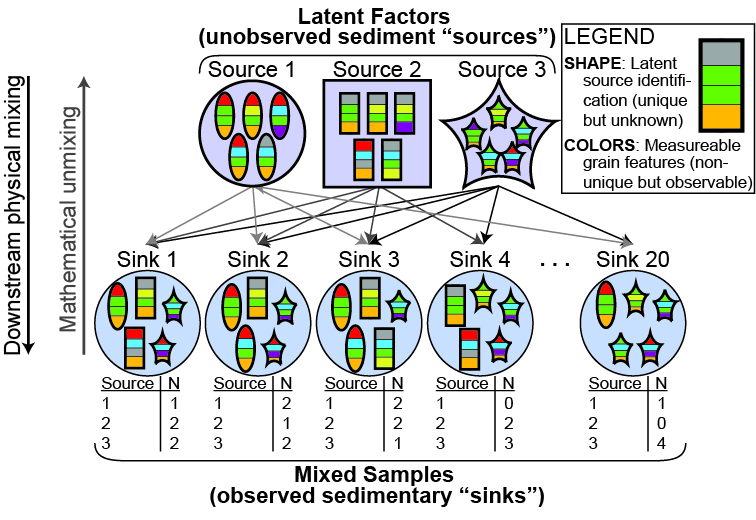 Latent Factors
(unobserved sediment “sources”)
Source 1
Source 2
Source 3
LEGEND
SHAPE: Latent
source identifi-
cation (unique
but unknown)
COLORS: Measureable
grain features (non-
unique but observable)
Downstream physical mixing
Mathematical unmixing
Sink 1
Sink 2
Sink 3
Sink 4
. . .
Sink 20
Source N
1 1
2 2
3 2
Source N
1 2
2 1
3 2
Source N
1 2
2 2
3 1
Source N
1 0
2 2
3 3
Source N
1 1
2 0
3 4
Mixed Samples
(observed sedimentary “sinks”)